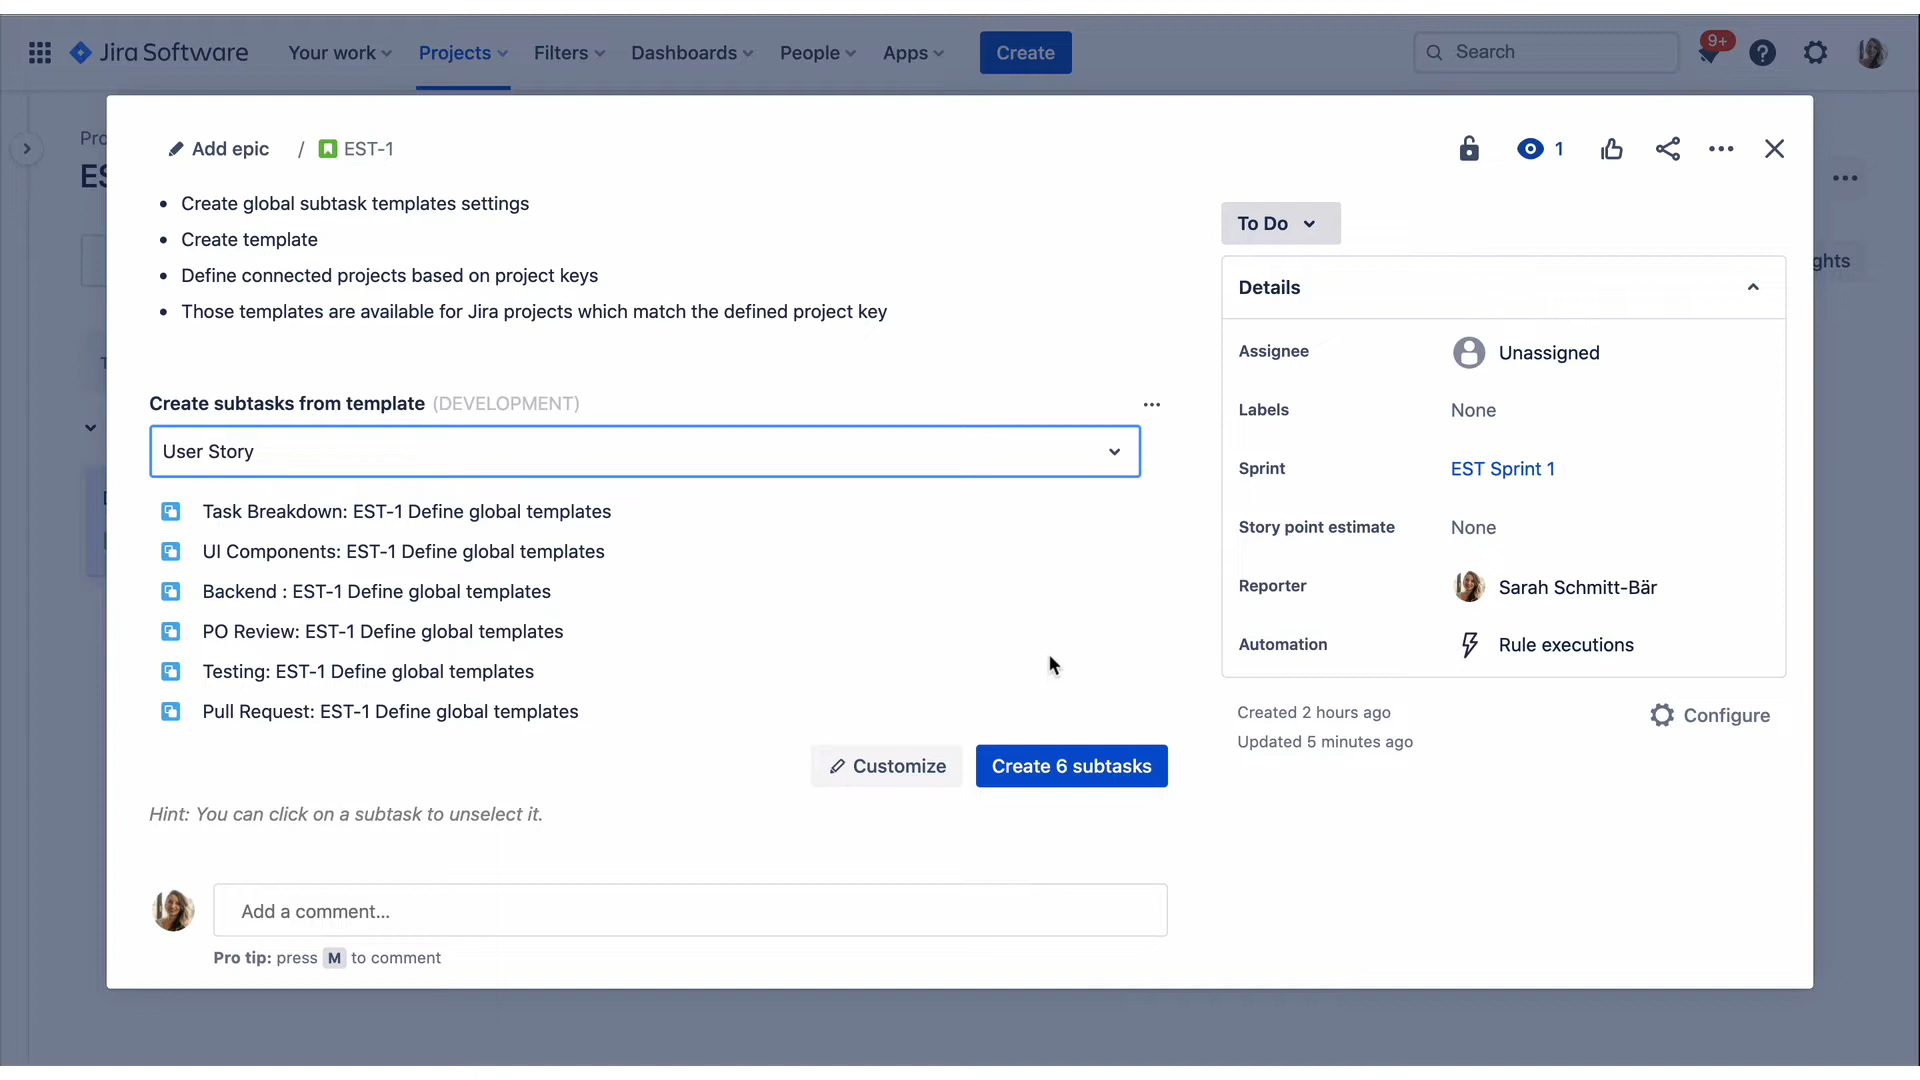 Jira Software
Your work
Projects
Filters
Dashboards
People
Apps
Create
Search
9+
Pro
ES
Add epic
/
EST-1
1
Create global subtask templates settings
Create template
Define connected projects based on project keys
Those templates are available for Jira projects which match the defined project key
Create subtasks from template (DEVELOPMENT)
User Story
Task Breakdown: EST-1 Define global templates
UI Components: EST-1 Define global templates
Backend : EST-1 Define global templates
PO Review: EST-1 Define global templates
Testing: EST-1 Define global templates
Pull Request: EST-1 Define global templates
Customize
Create 6 subtasks
Hint: You can click on a subtask to unselect it.
Add a comment...
Pro tip: press M to comment
To Do
ghts
Details
Assignee
Unassigned
Labels
None
Sprint
EST Sprint 1
Story point estimate
None
Reporter
Sarah Schmitt-Bär
Automation
Rule executions
Created 2 hours ago
Updated 5 minutes ago
Configure